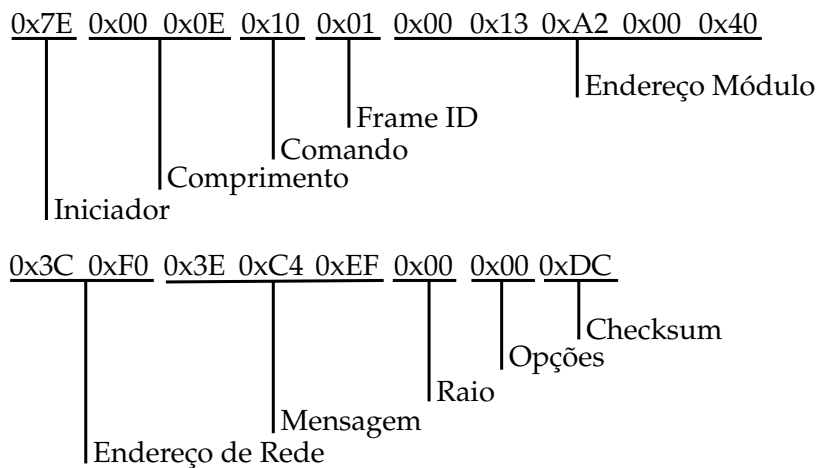 0x7E 0x00 0x0E 0x10 0x01 0x00 0x13 0xA2 0x00 0x40
Endereço Módulo
Frame ID
Comando
Comprimento
Iniciador
0x3C 0xF0 0x3E 0xC4 0xEF 0x00 0x00 0xDC
Checksum
Opções
Raio
Mensagem
Endereço de Rede